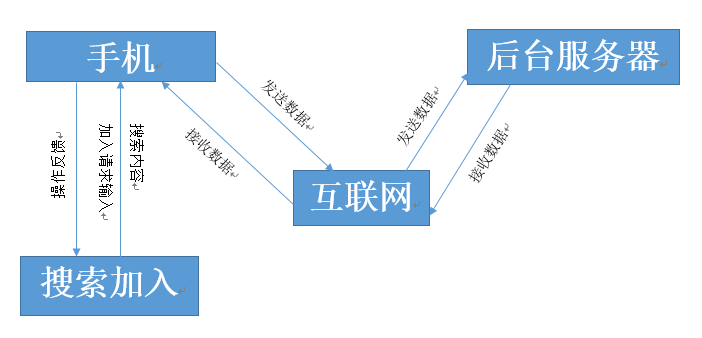 手机
后台服务器
发送数据
接收数据
发送数据
接收数据
互联网
操作反馈
加入请求输入
搜索内容
搜索加入